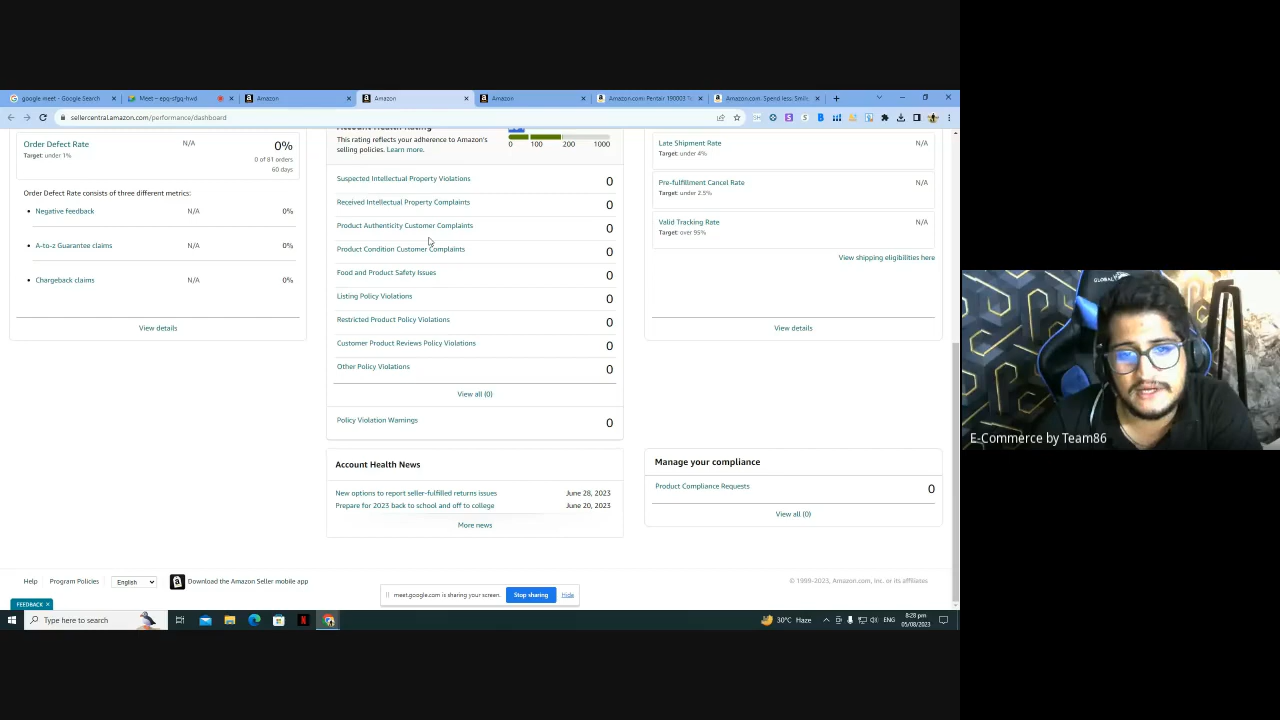 google meet - Google Search
Meet – epq-sfgq-hwd
Amazon
Amazon
Amazon
Amazon.com: Pentair 190003
Amazon.com. Spend less. Smile
sellercentral.amazon.com/performance/dashboard
Order Defect Rate
Target: under 1%
N/A
0%
0 of 81 orders
60 days
Order Defect Rate consists of three different metrics:
Negative feedback N/A 0%
A-to-z Guarantee claims N/A 0%
Chargeback claims N/A 0%
View details
Account Health Rating
This rating reflects your adherence to Amazon's
selling policies. Learn more.
0 100 200 1000
Suspected Intellectual Property Violations 0
Received Intellectual Property Complaints 0
Product Authenticity Customer Complaints 0
Product Condition Customer Complaints 0
Food and Product Safety Issues 0
Listing Policy Violations 0
Restricted Product Policy Violations 0
Customer Product Reviews Policy Violations 0
Other Policy Violations 0
View all (0)
Policy Violation Warnings 0
Late Shipment Rate N/A
Target: under 4%
Pre-fulfillment Cancel Rate N/A
Target: under 2.5%
Valid Tracking Rate N/A
Target: over 95%
View shipping eligibilities here
View details
Account Health News
New options to report seller-fulfilled returns issues June 28, 2023
Prepare for 2023 back to school and off to college June 20, 2023
More news
Manage your compliance
Product Compliance Requests 0
View all (0)
Help Program Policies English Download the Amazon Seller mobile app
© 1999-2023, Amazon.com, Inc. or its affiliates
meet.google.com is sharing your screen. Stop sharing Hide
FEEDBACK ×
Type here to search
30°C Haze
ENG
8:28 pm
05/08/2023
GLOBAL
E-Commerce by Team86